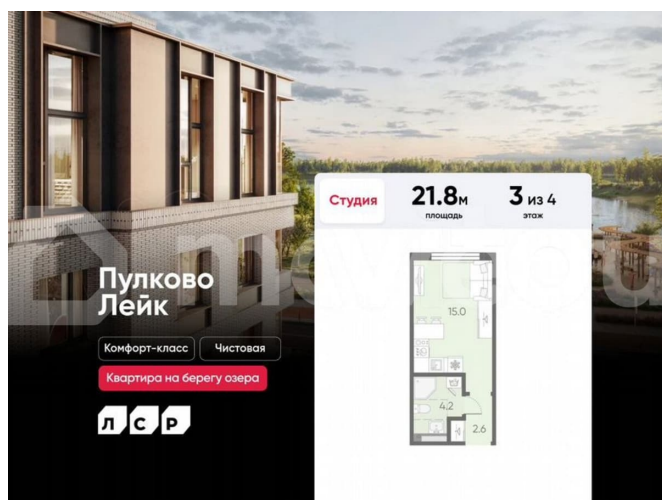 Студия
21.8м
площадь
3 из 4
этаж
Пулково
Лейк
Комфорт-класс
Чистовая
Квартира на берегу озера
ЛСР
15.0
4.2
2.6